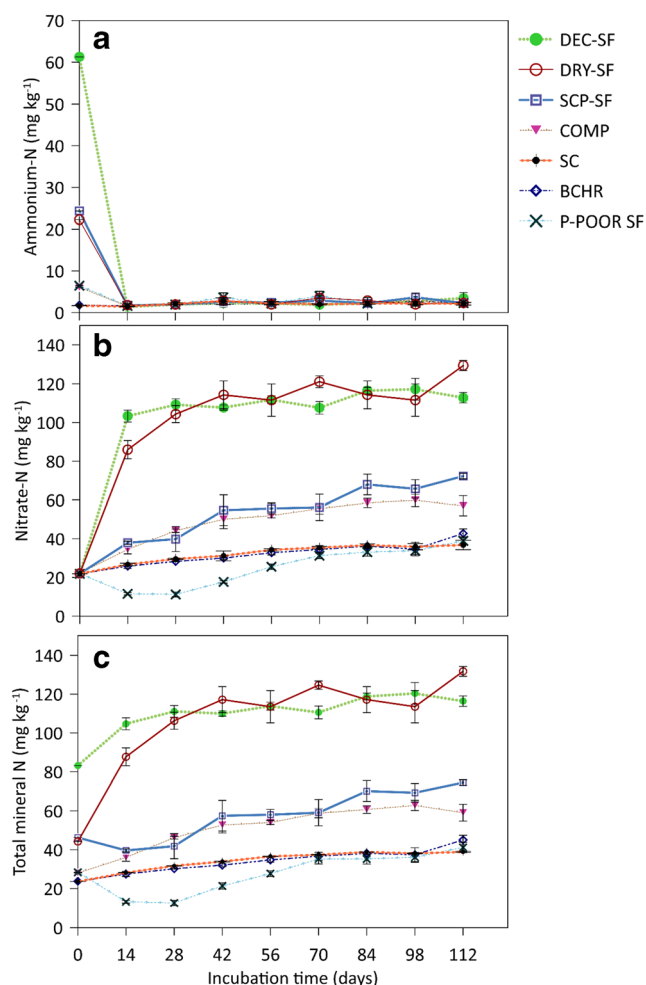 a
70
60
50
40
30
20
10
0
Ammonium-N (mg kg⁻¹)
DEC-SF
DRY-SF
SCP-SF
COMP
SC
BCHR
P-POOR SF
b
140
120
100
80
60
40
20
0
Nitrate-N (mg kg⁻¹)
c
140
120
100
80
60
40
20
0
Total mineral N (mg kg⁻¹)
0 14 28 42 56 70 84 98 112
Incubation time (days)